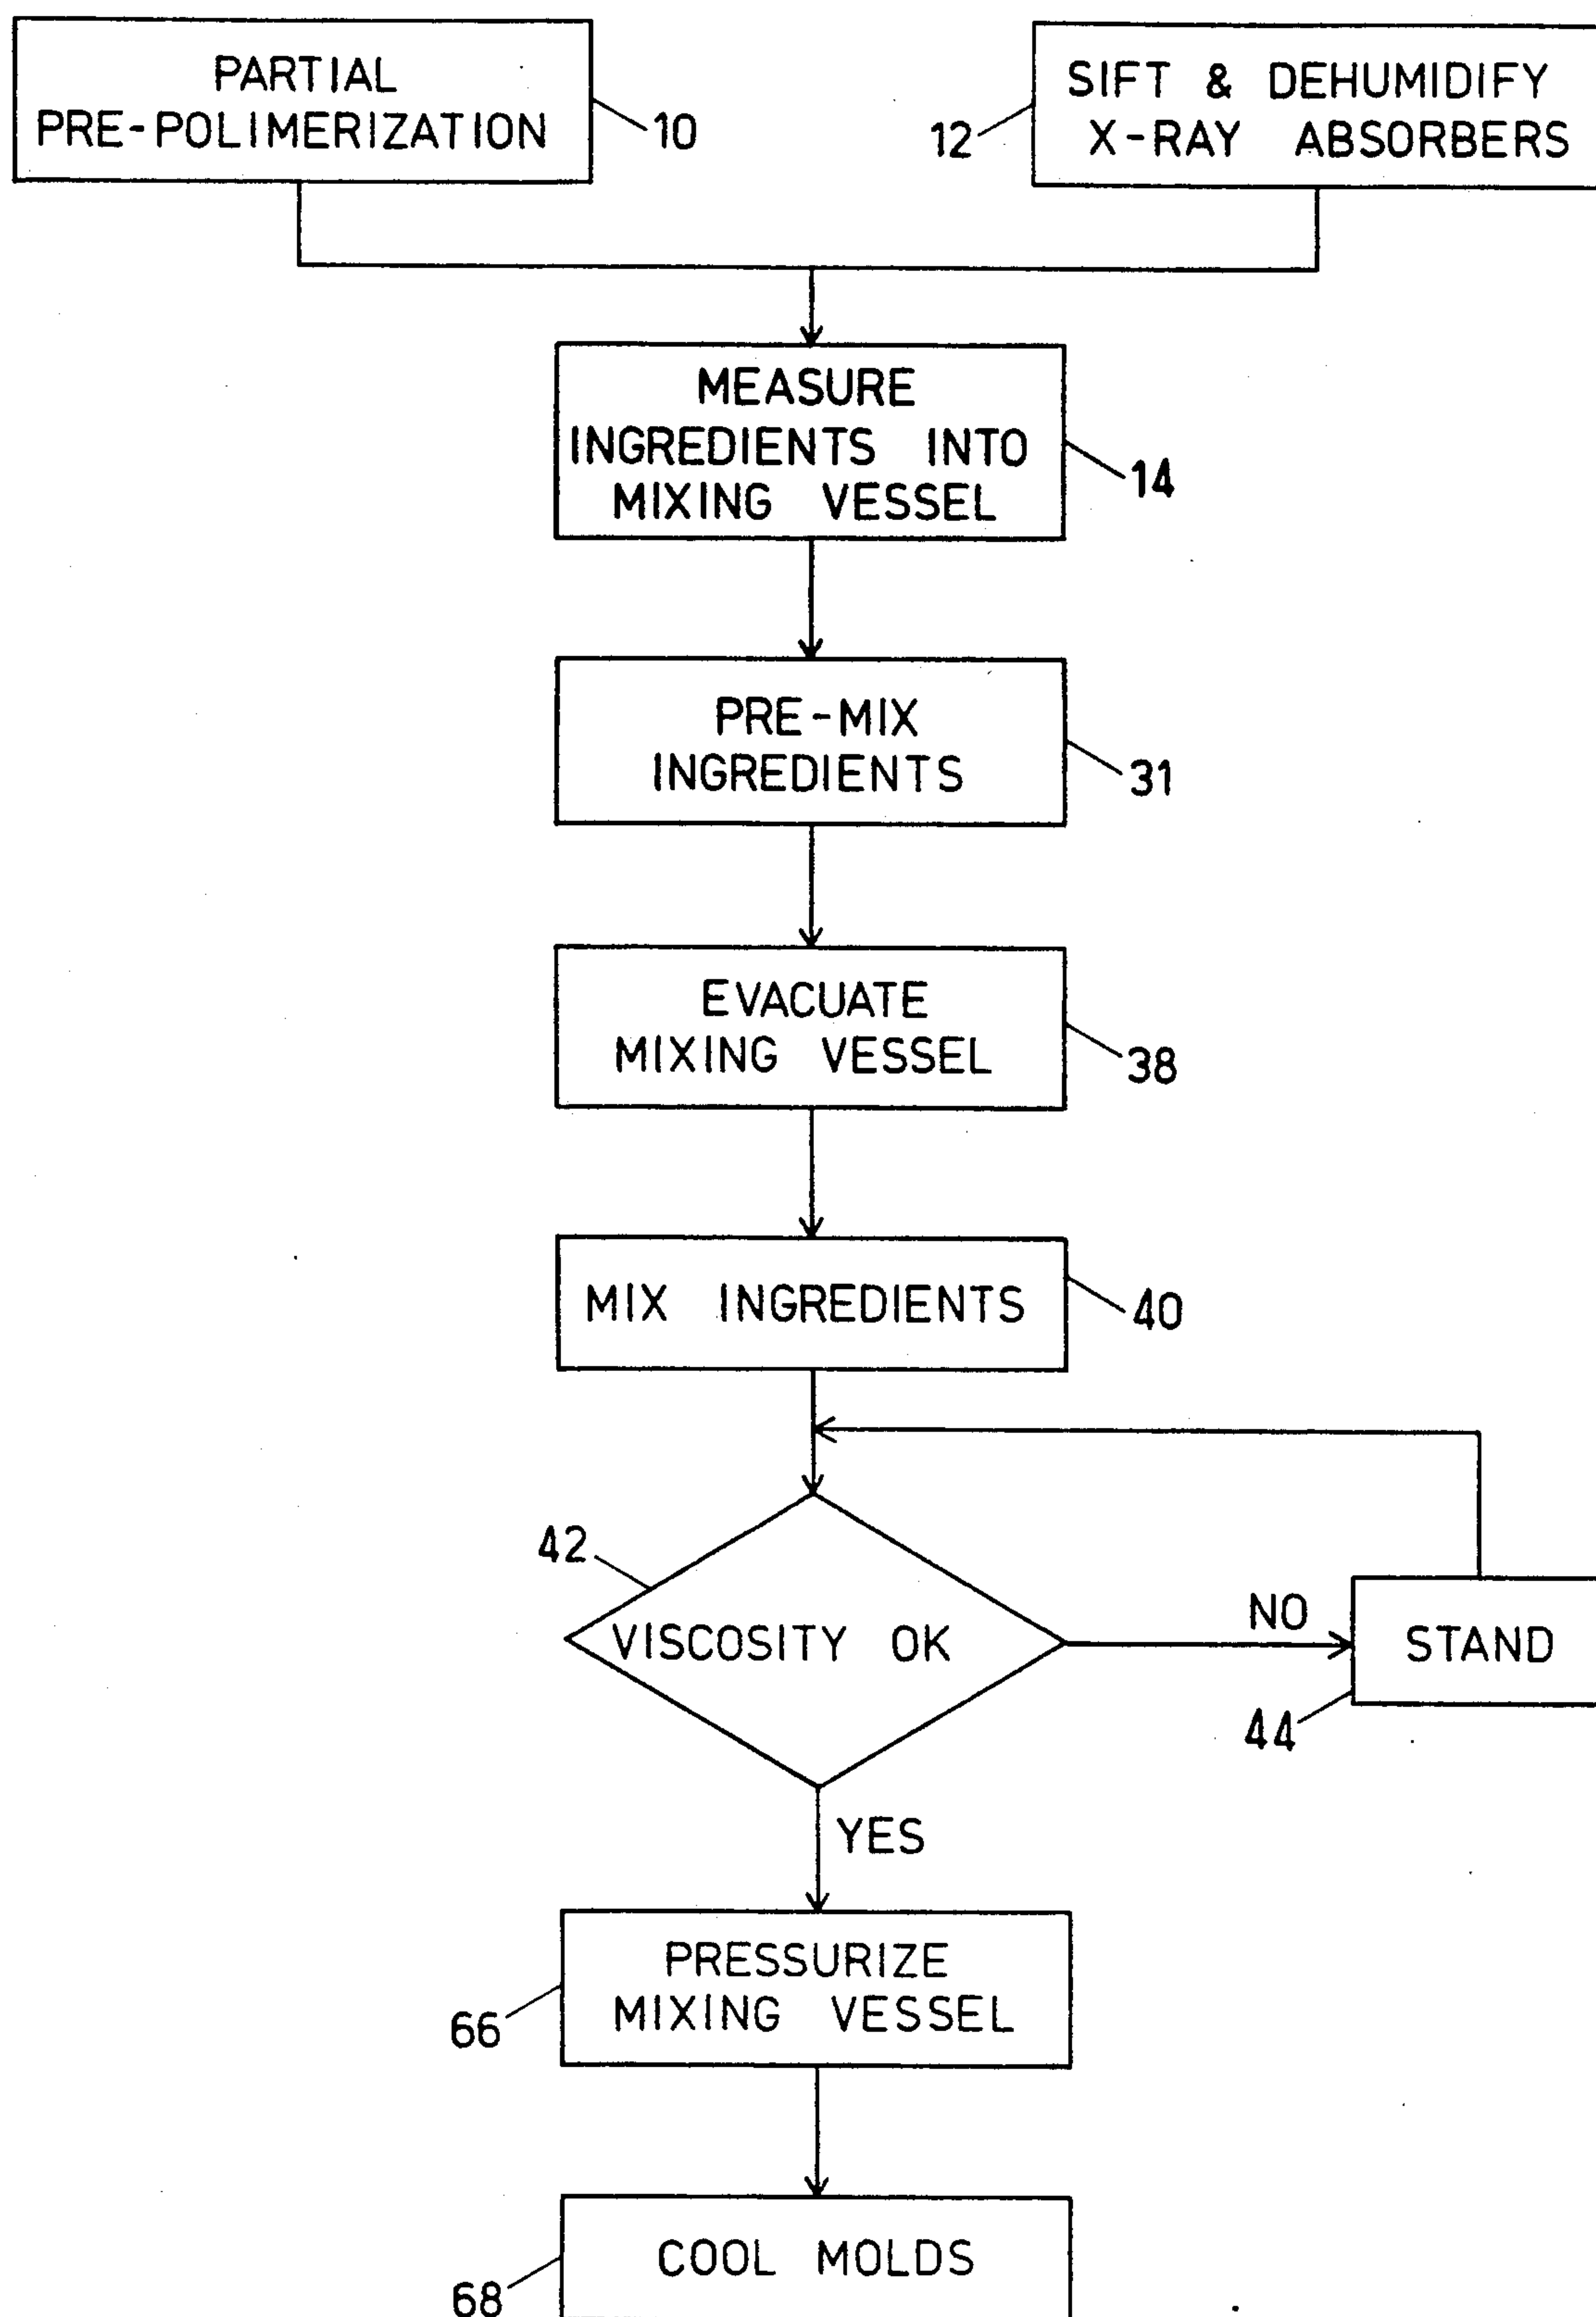 PARTIAL
PRE-POLIMERIZATION
10
12
SIFT & DEHUMIDIFY
X-RAY ABSORBERS
MEASURE
INGREDIENTS INTO
MIXING VESSEL
14
PRE-MIX
INGREDIENTS
31
EVACUATE
MIXING VESSEL
38
MIX INGREDIENTS
40
42
VISCOSITY OK
NO
STAND
44
YES
PRESSURIZE
MIXING VESSEL
66
COOL MOLDS
68